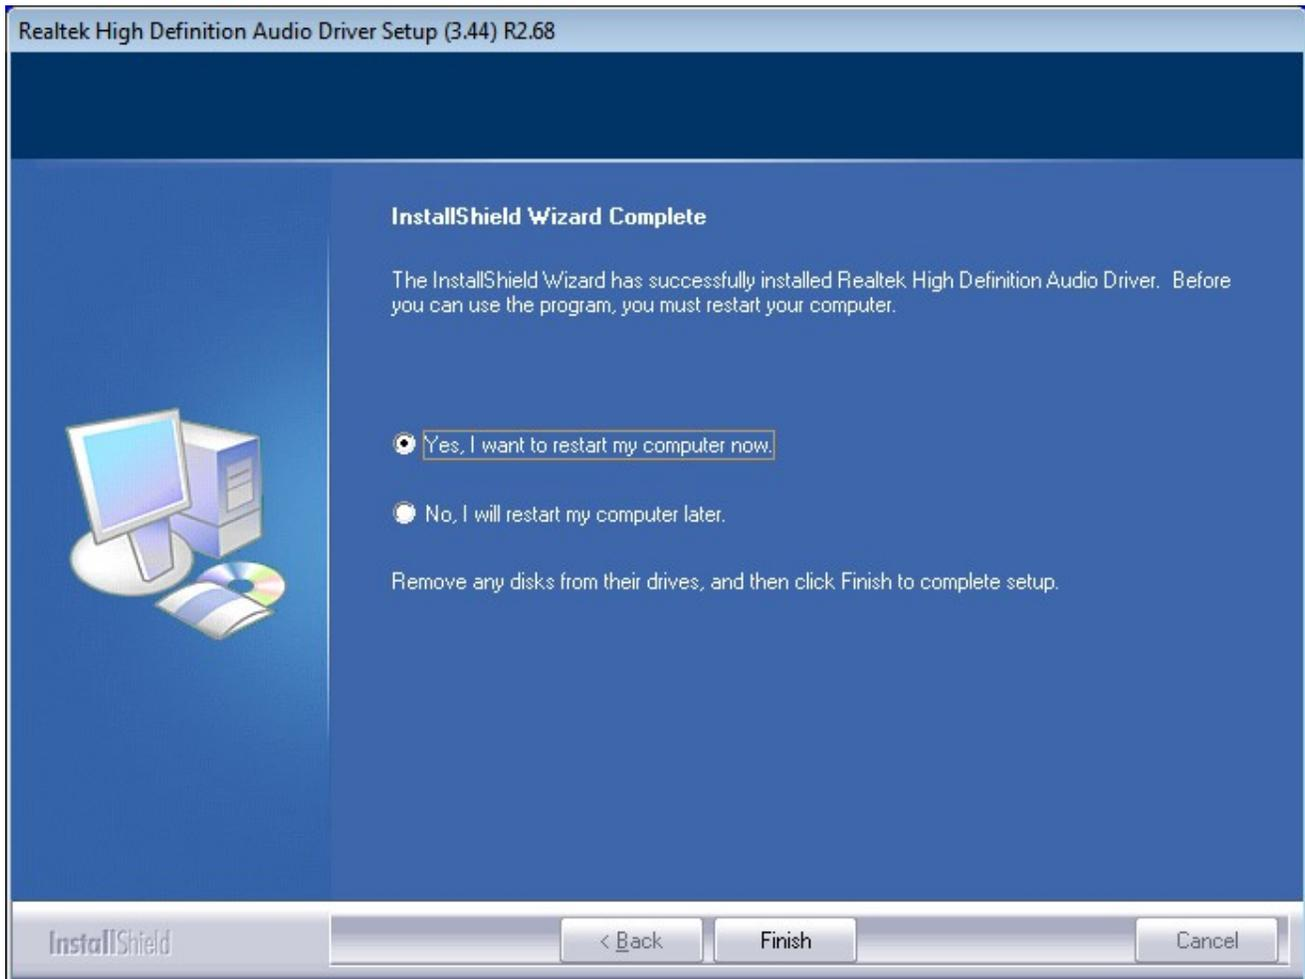 Realtek High Definition Audio Driver Setup (3.44) R2.68
InstallShield Wizard Complete
The InstallShield Wizard has successfully installed Realtek High Definition Audio Driver.  Before
you can use the program, you must restart your computer.
Yes, I want to restart my computer now.
No, I will restart my computer later.
Remove any disks from their drives, and then click Finish to complete setup.
InstallShield
< Back
Finish
Cancel